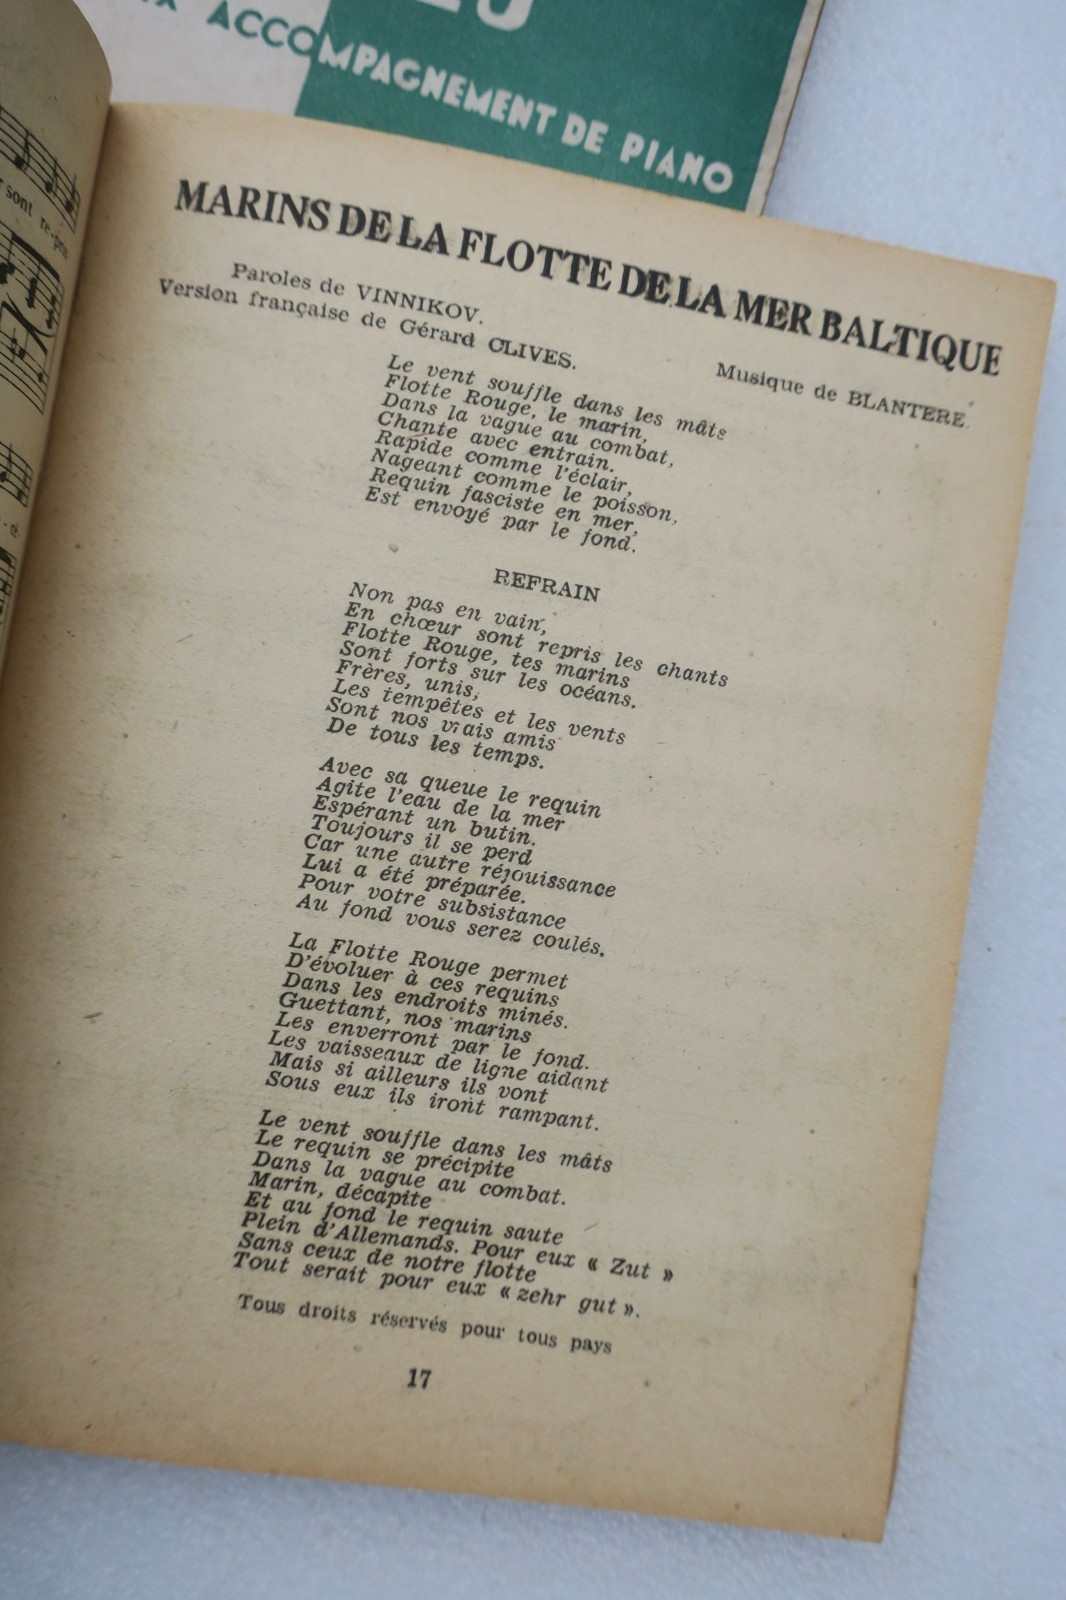 ACCOMPAGNEMENT DE PIANO
sont re-pris
MARINS DE LA FLOTTE DE LA MER BALTIQUE
Paroles de VINNIKOV.
Version française de Gérard CLIVES.
Musique de BLANTERE.
Le vent souffle dans les mâts
Flotte Rouge, le marin,
Dans la vague au combat,
Chante avec entrain.
Rapide comme l'éclair,
Nageant comme le poisson,
Requin fasciste en mer,
Est envoyé par le fond.
REFRAIN
Non pas en vain,
En chœur sont repris les chants
Flotte Rouge, tes marins
Sont forts sur les océans.
Frères, unis,
Les tempêtes et les vents
Sont nos vrais amis
De tous les temps.
Avec sa queue le requin
Agite l'eau de la mer
Espérant un butin.
Toujours il se perd
Car une autre réjouissance
Lui a été préparée.
Pour votre subsistance
Au fond vous serez coulés.
La Flotte Rouge permet
D'évoluer à ces requins
Dans les endroits minés.
Guettant, nos marins
Les enverront par le fond.
Les vaisseaux de ligne aidant
Mais si ailleurs ils vont
Sous eux ils iront rampant.
Le vent souffle dans les mâts
Le requin se précipite
Dans la vague au combat.
Marin, décapite
Et au fond le requin saute
Plein d'Allemands. Pour eux « Zut »
Sans ceux de notre flotte
Tout serait pour eux « zehr gut ».
Tous droits réservés pour tous pays
17